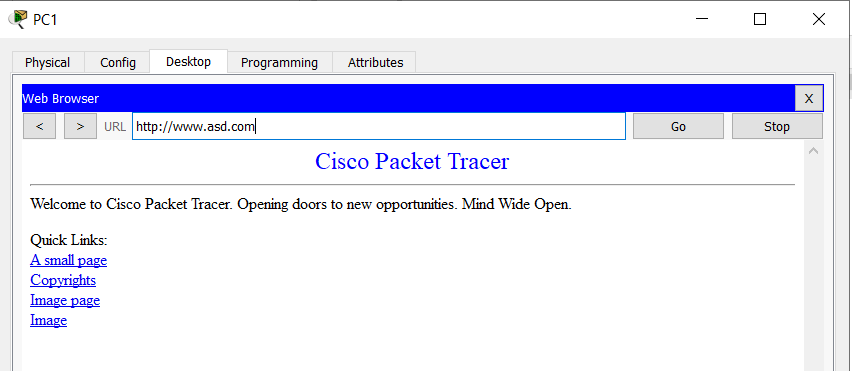 PC1
Physical Config Desktop Programming Attributes
Web Browser X
< > URL http://www.asd.com Go Stop
Cisco Packet Tracer
Welcome to Cisco Packet Tracer. Opening doors to new opportunities. Mind Wide Open.
Quick Links:
A small page
Copyrights
Image page
Image